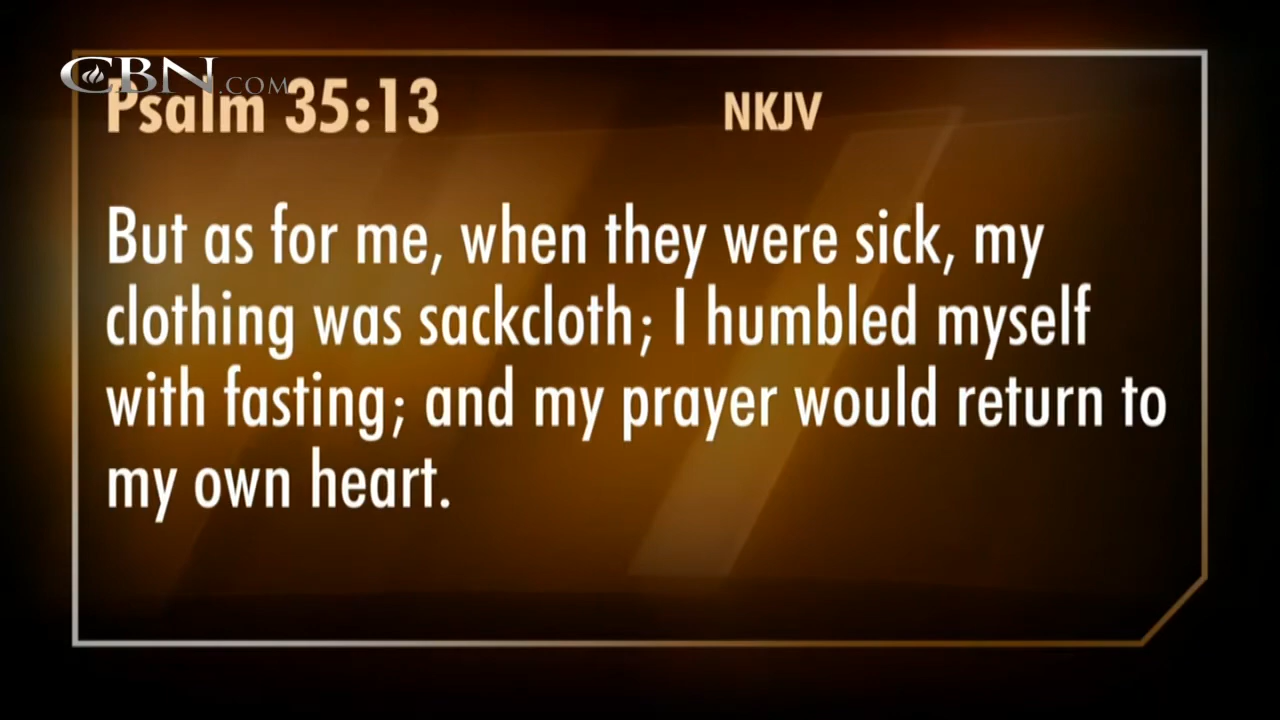 CBN.COM
Psalm 35:13 NKJV
But as for me, when they were sick, my
clothing was sackcloth; I humbled myself
with fasting; and my prayer would return to
my own heart.